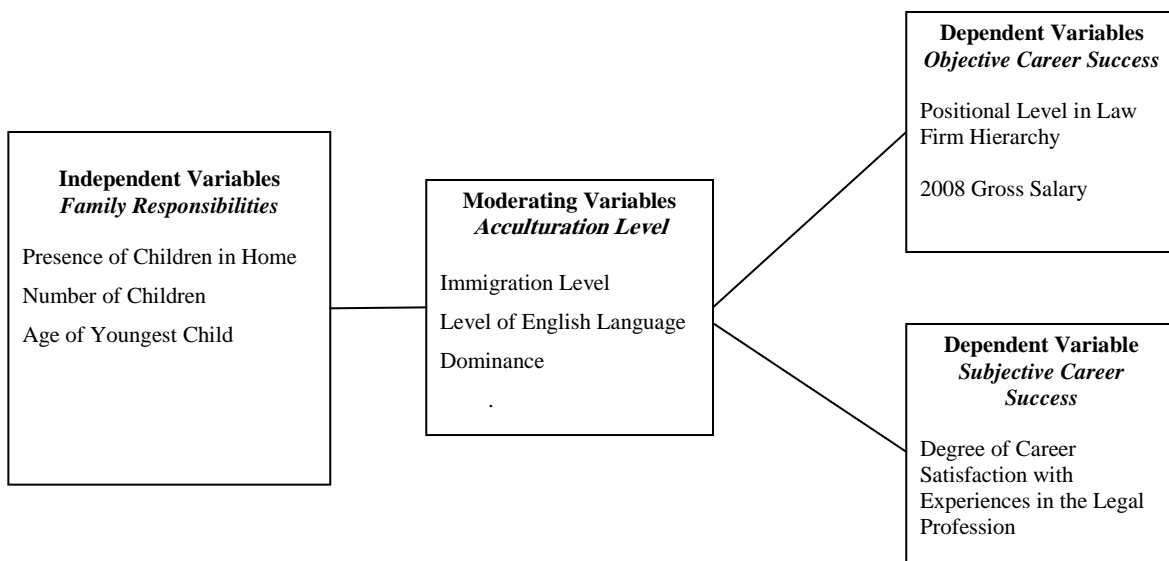 Independent Variables
Family Responsibilities
Presence of Children in Home
Number of Children
Age of Youngest Child
Moderating Variables
Acculturation Level
Immigration Level
Level of English Language
Dominance
.
Dependent Variables
Objective Career Success
Positional Level in Law
Firm Hierarchy
2008 Gross Salary
Dependent Variable
Subjective Career
Success
Degree of Career
Satisfaction with
Experiences in the Legal
Profession